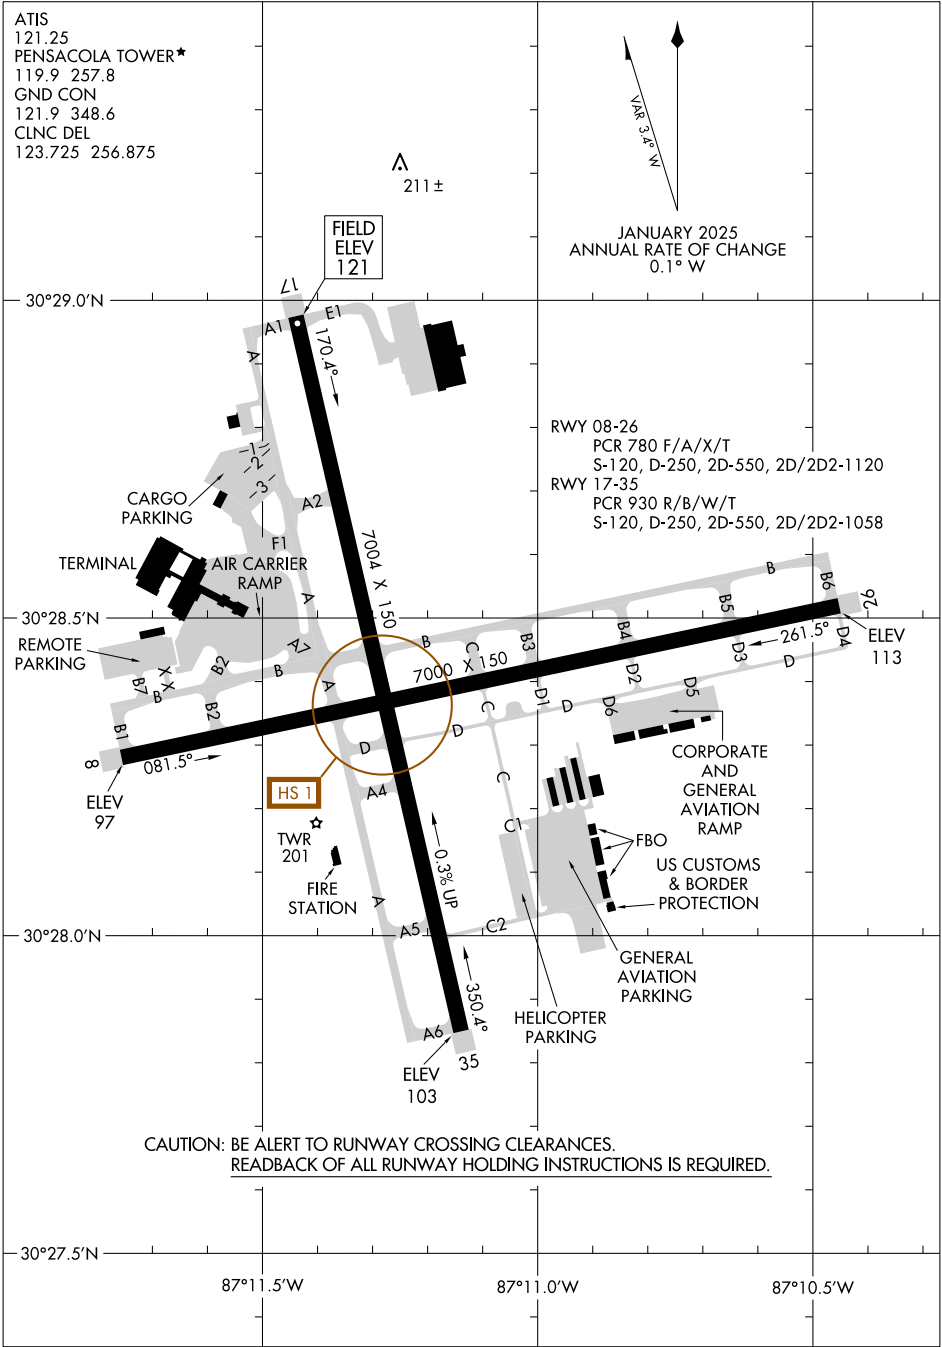 ATIS
121.25
PENSACOLA TOWER★
119.9 257.8
GND CON
121.9 348.6
CLNC DEL
123.725 256.875
VAR 3.4° W
JANUARY 2025
ANNUAL RATE OF CHANGE
0.1° W
211±
FIELD
ELEV
121
17
30°29.0'N
A1
E1
A
170.4°
RWY 08-26
PCR 780 F/A/X/T
S-120, D-250, 2D-550, 2D/2D2-1120
RWY 17-35
PCR 930 R/B/W/T
S-120, D-250, 2D-550, 2D/2D2-1058
1
2
3
CARGO
PARKING
A2
F1
7004 X 150
TERMINAL
AIR CARRIER
RAMP
A
B
B6
B5
B4
B3
26
30°28.5'N
261.5°
ELEV
113
REMOTE
PARKING
A7
B2
B
B
C
7000 X 150
D4
D3
D
D2
D5
D6
D1
D
X
X
B7
B
B2
B1
A
C
D
D
8
081.5°
ELEV
97
HS 1
A4
C
C1
CORPORATE
AND
GENERAL
AVIATION
RAMP
TWR
201
FIRE
STATION
0.3% UP
FBO
US CUSTOMS
& BORDER
PROTECTION
A
A5
C2
30°28.0'N
GENERAL
AVIATION
PARKING
350.4°
HELICOPTER
PARKING
A6
35
ELEV
103
CAUTION: BE ALERT TO RUNWAY CROSSING CLEARANCES.
READBACK OF ALL RUNWAY HOLDING INSTRUCTIONS IS REQUIRED.
30°27.5'N
87°11.5'W
87°11.0'W
87°10.5'W